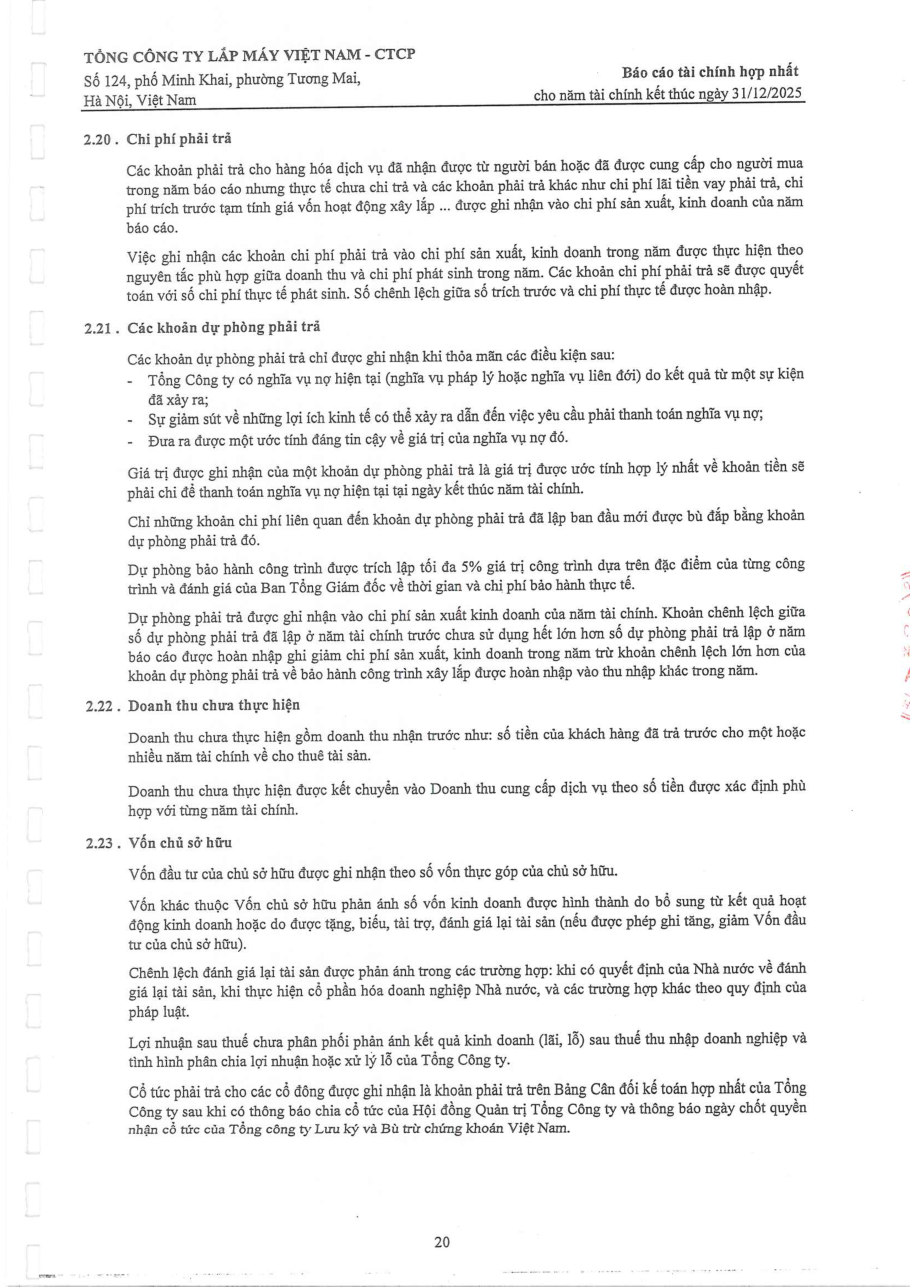 TỔNG CÔNG TY LẮP MÁY VIỆT NAM - CTCP
Số 124, phố Minh Khai, phường Tương Mai,
Hà Nội, Việt Nam
Báo cáo tài chính hợp nhất
cho năm tài chính kết thúc ngày 31/12/2025
2.20 . Chi phí phải trả
Các khoản phải trả cho hàng hóa dịch vụ đã nhận được từ người bán hoặc đã được cung cấp cho người mua
trong năm báo cáo nhưng thực tế chưa chi trả và các khoản phải trả khác như chi phí lãi tiền vay phải trả, chi
phí trích trước tạm tính giá vốn hoạt động xây lắp ... được ghi nhận vào chi phí sản xuất, kinh doanh của năm
báo cáo.
Việc ghi nhận các khoản chi phí phải trả vào chi phí sản xuất, kinh doanh trong năm được thực hiện theo
nguyên tắc phù hợp giữa doanh thu và chi phí phát sinh trong năm. Các khoản chi phí phải trả sẽ được quyết
toán với số chi phí thực tế phát sinh. Số chênh lệch giữa số trích trước và chi phí thực tế được hoàn nhập.
2.21 . Các khoản dự phòng phải trả
Các khoản dự phòng phải trả chỉ được ghi nhận khi thỏa mãn các điều kiện sau:
- Tổng Công ty có nghĩa vụ nợ hiện tại (nghĩa vụ pháp lý hoặc nghĩa vụ liên đới) do kết quả từ một sự kiện
đã xảy ra;
- Sự giảm sút về những lợi ích kinh tế có thể xảy ra dẫn đến việc yêu cầu phải thanh toán nghĩa vụ nợ;
- Đưa ra được một ước tính đáng tin cậy về giá trị của nghĩa vụ nợ đó.
Giá trị được ghi nhận của một khoản dự phòng phải trả là giá trị được ước tính hợp lý nhất về khoản tiền sẽ
phải chi để thanh toán nghĩa vụ nợ hiện tại tại ngày kết thúc năm tài chính.
Chỉ những khoản chi phí liên quan đến khoản dự phòng phải trả đã lập ban đầu mới được bù đắp bằng khoản
dự phòng phải trả đó.
Dự phòng bảo hành công trình được trích lập tối đa 5% giá trị công trình dựa trên đặc điểm của từng công
trình và đánh giá của Ban Tổng Giám đốc về thời gian và chi phí bảo hành thực tế.
Dự phòng phải trả được ghi nhận vào chi phí sản xuất kinh doanh của năm tài chính. Khoản chênh lệch giữa
số dự phòng phải trả đã lập ở năm tài chính trước chưa sử dụng hết lớn hơn số dự phòng phải trả lập ở năm
báo cáo được hoàn nhập ghi giảm chi phí sản xuất, kinh doanh trong năm trừ khoản chênh lệch lớn hơn của
khoản dự phòng phải trả về bảo hành công trình xây lắp được hoàn nhập vào thu nhập khác trong năm.
2.22 . Doanh thu chưa thực hiện
Doanh thu chưa thực hiện gồm doanh thu nhận trước như: số tiền của khách hàng đã trả trước cho một hoặc
nhiều năm tài chính về cho thuê tài sản.
Doanh thu chưa thực hiện được kết chuyển vào Doanh thu cung cấp dịch vụ theo số tiền được xác định phù
hợp với từng năm tài chính.
2.23 . Vốn chủ sở hữu
Vốn đầu tư của chủ sở hữu được ghi nhận theo số vốn thực góp của chủ sở hữu.
Vốn khác thuộc Vốn chủ sở hữu phản ánh số vốn kinh doanh được hình thành do bổ sung từ kết quả hoạt
động kinh doanh hoặc do được tặng, biếu, tài trợ, đánh giá lại tài sản (nếu được phép ghi tăng, giảm Vốn đầu
tư của chủ sở hữu).
Chênh lệch đánh giá lại tài sản được phản ánh trong các trường hợp: khi có quyết định của Nhà nước về đánh
giá lại tài sản, khi thực hiện cổ phần hóa doanh nghiệp Nhà nước, và các trường hợp khác theo quy định của
pháp luật.
Lợi nhuận sau thuế chưa phân phối phản ánh kết quả kinh doanh (lãi, lỗ) sau thuế thu nhập doanh nghiệp và
tình hình phân chia lợi nhuận hoặc xử lý lỗ của Tổng Công ty.
Cổ tức phải trả cho các cổ đông được ghi nhận là khoản phải trả trên Bảng Cân đối kế toán hợp nhất của Tổng
Công ty sau khi có thông báo chia cổ tức của Hội đồng Quản trị Tổng Công ty và thông báo ngày chốt quyền
nhận cổ tức của Tổng công ty Lưu ký và Bù trừ chứng khoán Việt Nam.
20